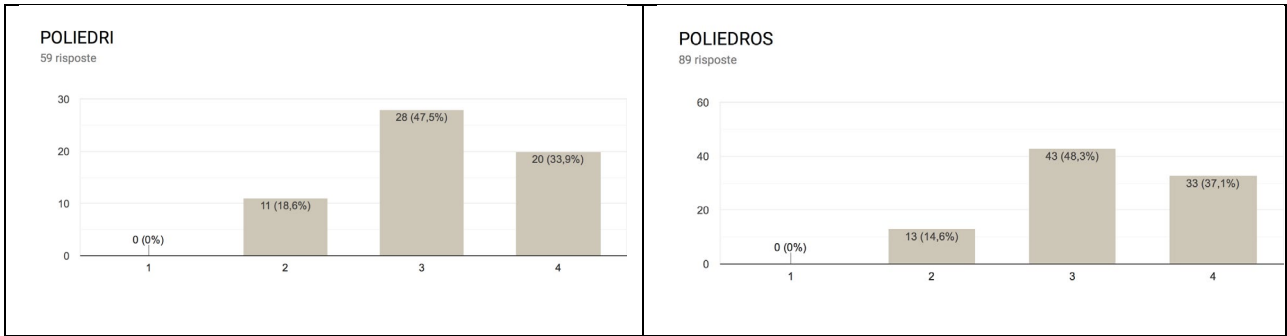 POLIEDRI
59 risposte
30
20
10
0
0 (0%)
11 (18,6%)
28 (47,5%)
20 (33,9%)
1 2 3 4
POLIEDROS
89 risposte
60
40
20
0
0 (0%)
13 (14,6%)
43 (48,3%)
33 (37,1%)
1 2 3 4